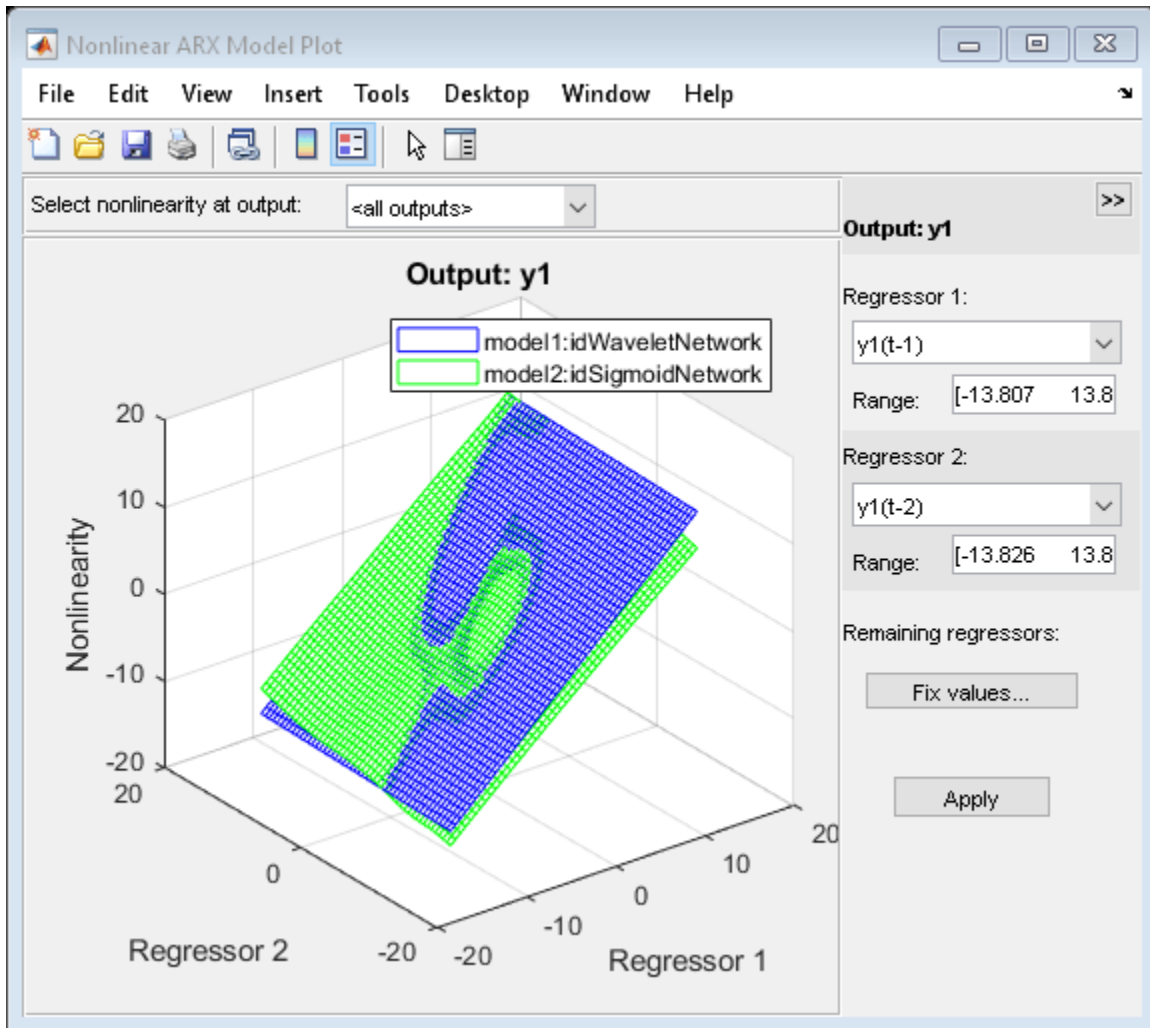 Nonlinear ARX Model Plot
File Edit View Insert Tools Desktop Window Help
Select nonlinearity at output: <all outputs>
>>
Output: y1
Output: y1
model1:idWaveletNetwork
model2:idSigmoidNetwork
20
10
0
-10
-20
Nonlinearity
20
0
-20
Regressor 2
-20
-10
0
10
20
Regressor 1
Regressor 1:
y1(t-1)
Range: [-13.807 13.8
Regressor 2:
y1(t-2)
Range: [-13.826 13.8
Remaining regressors:
Fix values...
Apply